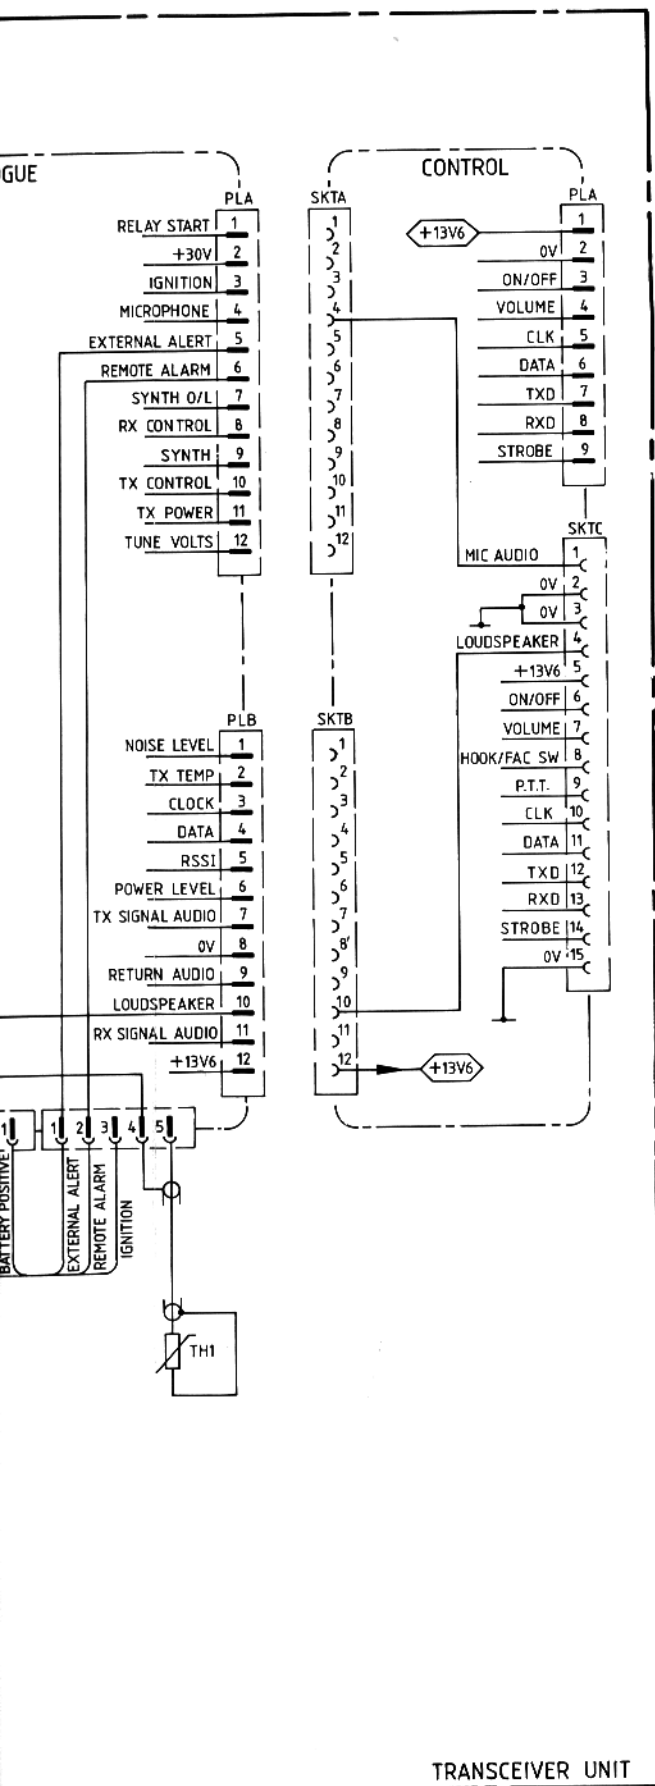 GUE
CONTROL
PLA
SKTA
PLA
RELAY START 1
+30V 2
IGNITION 3
MICROPHONE 4
EXTERNAL ALERT 5
REMOTE ALARM 6
SYNTH O/L 7
RX CONTROL 8
SYNTH 9
TX CONTROL 10
TX POWER 11
TUNE VOLTS 12
1
2
3
4
5
6
7
8
9
10
11
12
+13V6 1
0V 2
ON/OFF 3
VOLUME 4
CLK 5
DATA 6
TXD 7
RXD 8
STROBE 9
SKTC
MIC AUDIO 1
0V 2
0V 3
LOUDSPEAKER 4
+13V6 5
ON/OFF 6
VOLUME 7
HOOK/FAC SW 8
P.T.T. 9
CLK 10
DATA 11
TXD 12
RXD 13
STROBE 14
0V 15
PLB
SKTB
NOISE LEVEL 1
TX TEMP 2
CLOCK 3
DATA 4
RSSI 5
POWER LEVEL 6
TX SIGNAL AUDIO 7
0V 8
RETURN AUDIO 9
LOUDSPEAKER 10
RX SIGNAL AUDIO 11
+13V6 12
1
2
3
4
5
6
7
8
9
10
11
12 +13V6
1 1 2 3 4 5
BATTERY POSITIVE
EXTERNAL ALERT
REMOTE ALARM
IGNITION
TH1
TRANSCEIVER UNIT